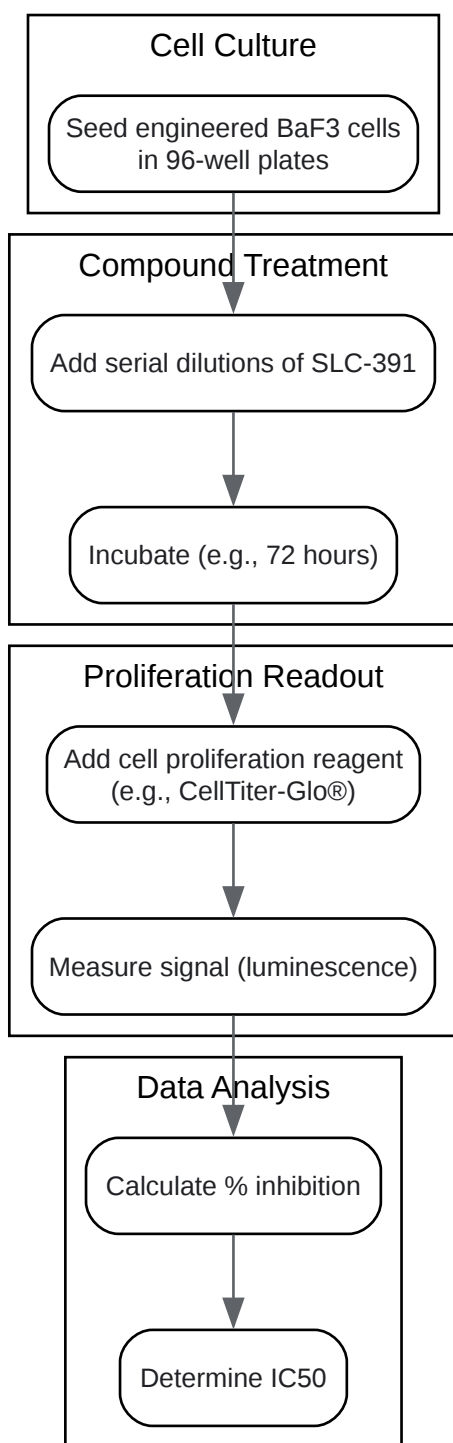 Cell Culture
Seed engineered BaF3 cells
in 96-well plates
Compound Treatment
Add serial dilutions of SLC-391
Incubate (e.g., 72 hours)
Proliferation Readout
Add cell proliferation reagent
(e.g., CellTiter-Glo®)
Measure signal (luminescence)
Data Analysis
Calculate % inhibition
Determine IC50